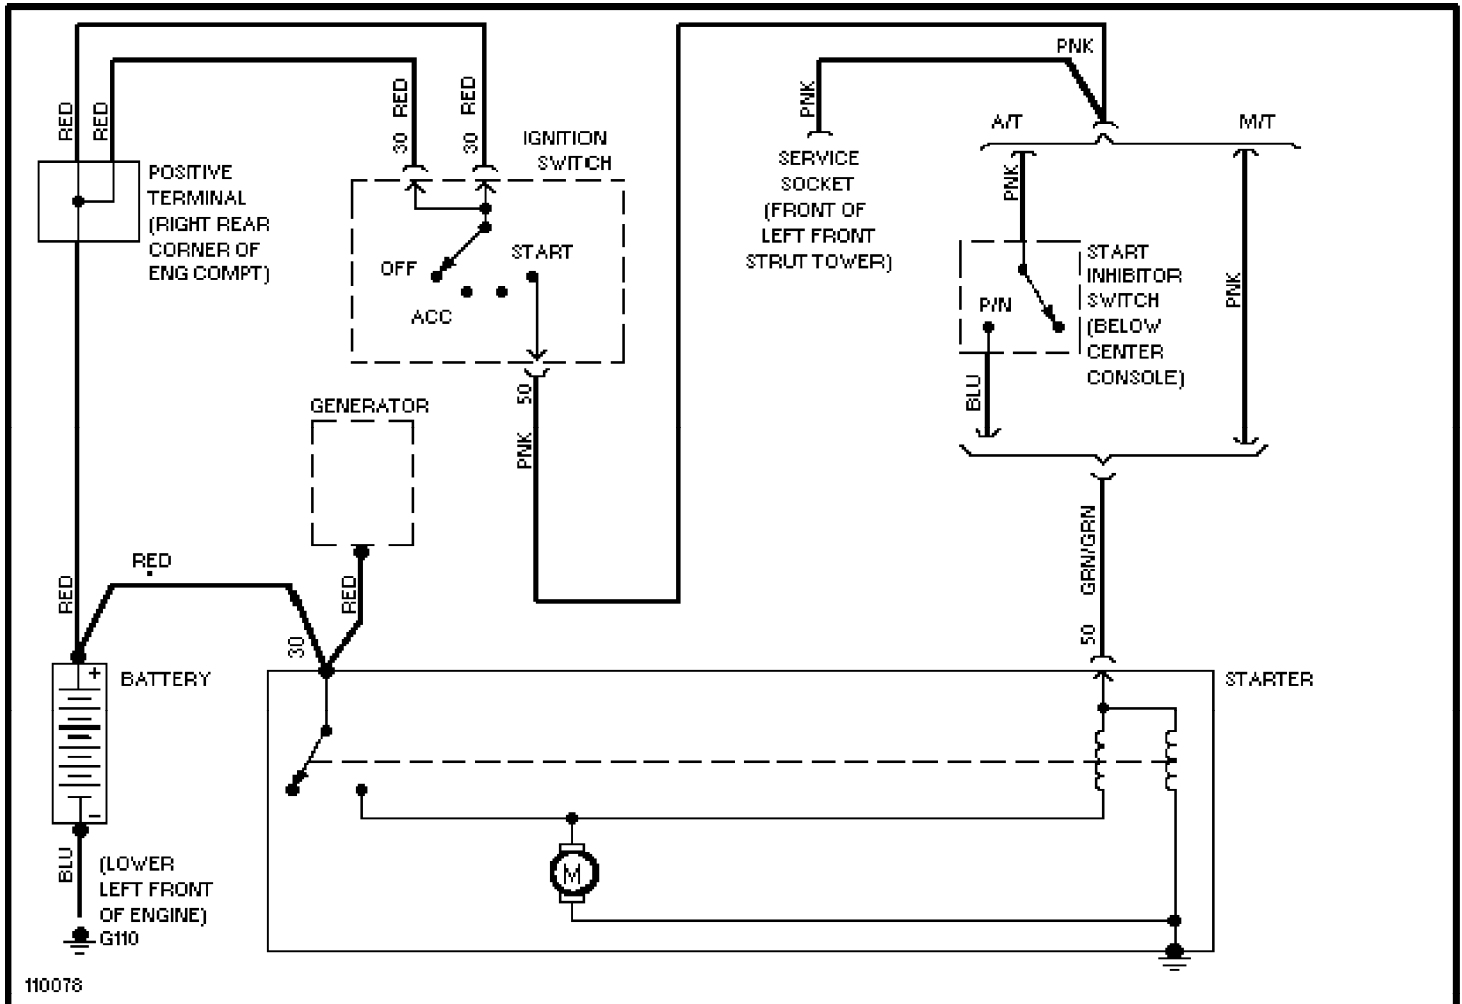 RED
RED
30 RED
30 RED
IGNITION
SWITCH
POSITIVE
TERMINAL
(RIGHT REAR
CORNER OF
ENG COMPT)
OFF
ACC
START
50
PNK
PNK
PNK
SERVICE
SOCKET
(FRONT OF
LEFT FRONT
STRUT TOWER)
A/T
M/T
PNK
PNK
P/N
START
INHIBITOR
SWITCH
(BELOW
CENTER
CONSOLE)
BLU
GENERATOR
RED
RED
RED
30
GRN/GRN
50
BATTERY
+
-
STARTER
M
BLU
(LOWER
LEFT FRONT
OF ENGINE)
G110
110078